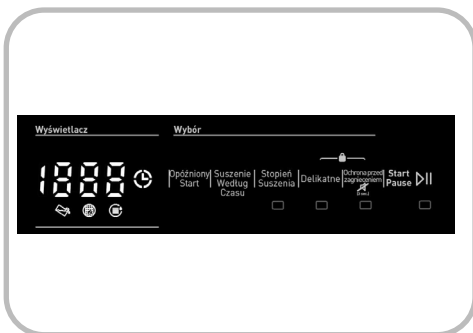 Wyświetlacz
Wybór
1888
Opóźniony Start
Suszenie Według Czasu
Stopień Suszenia
Delikatne
Ochrona przed zagnieceniem
Start Pause